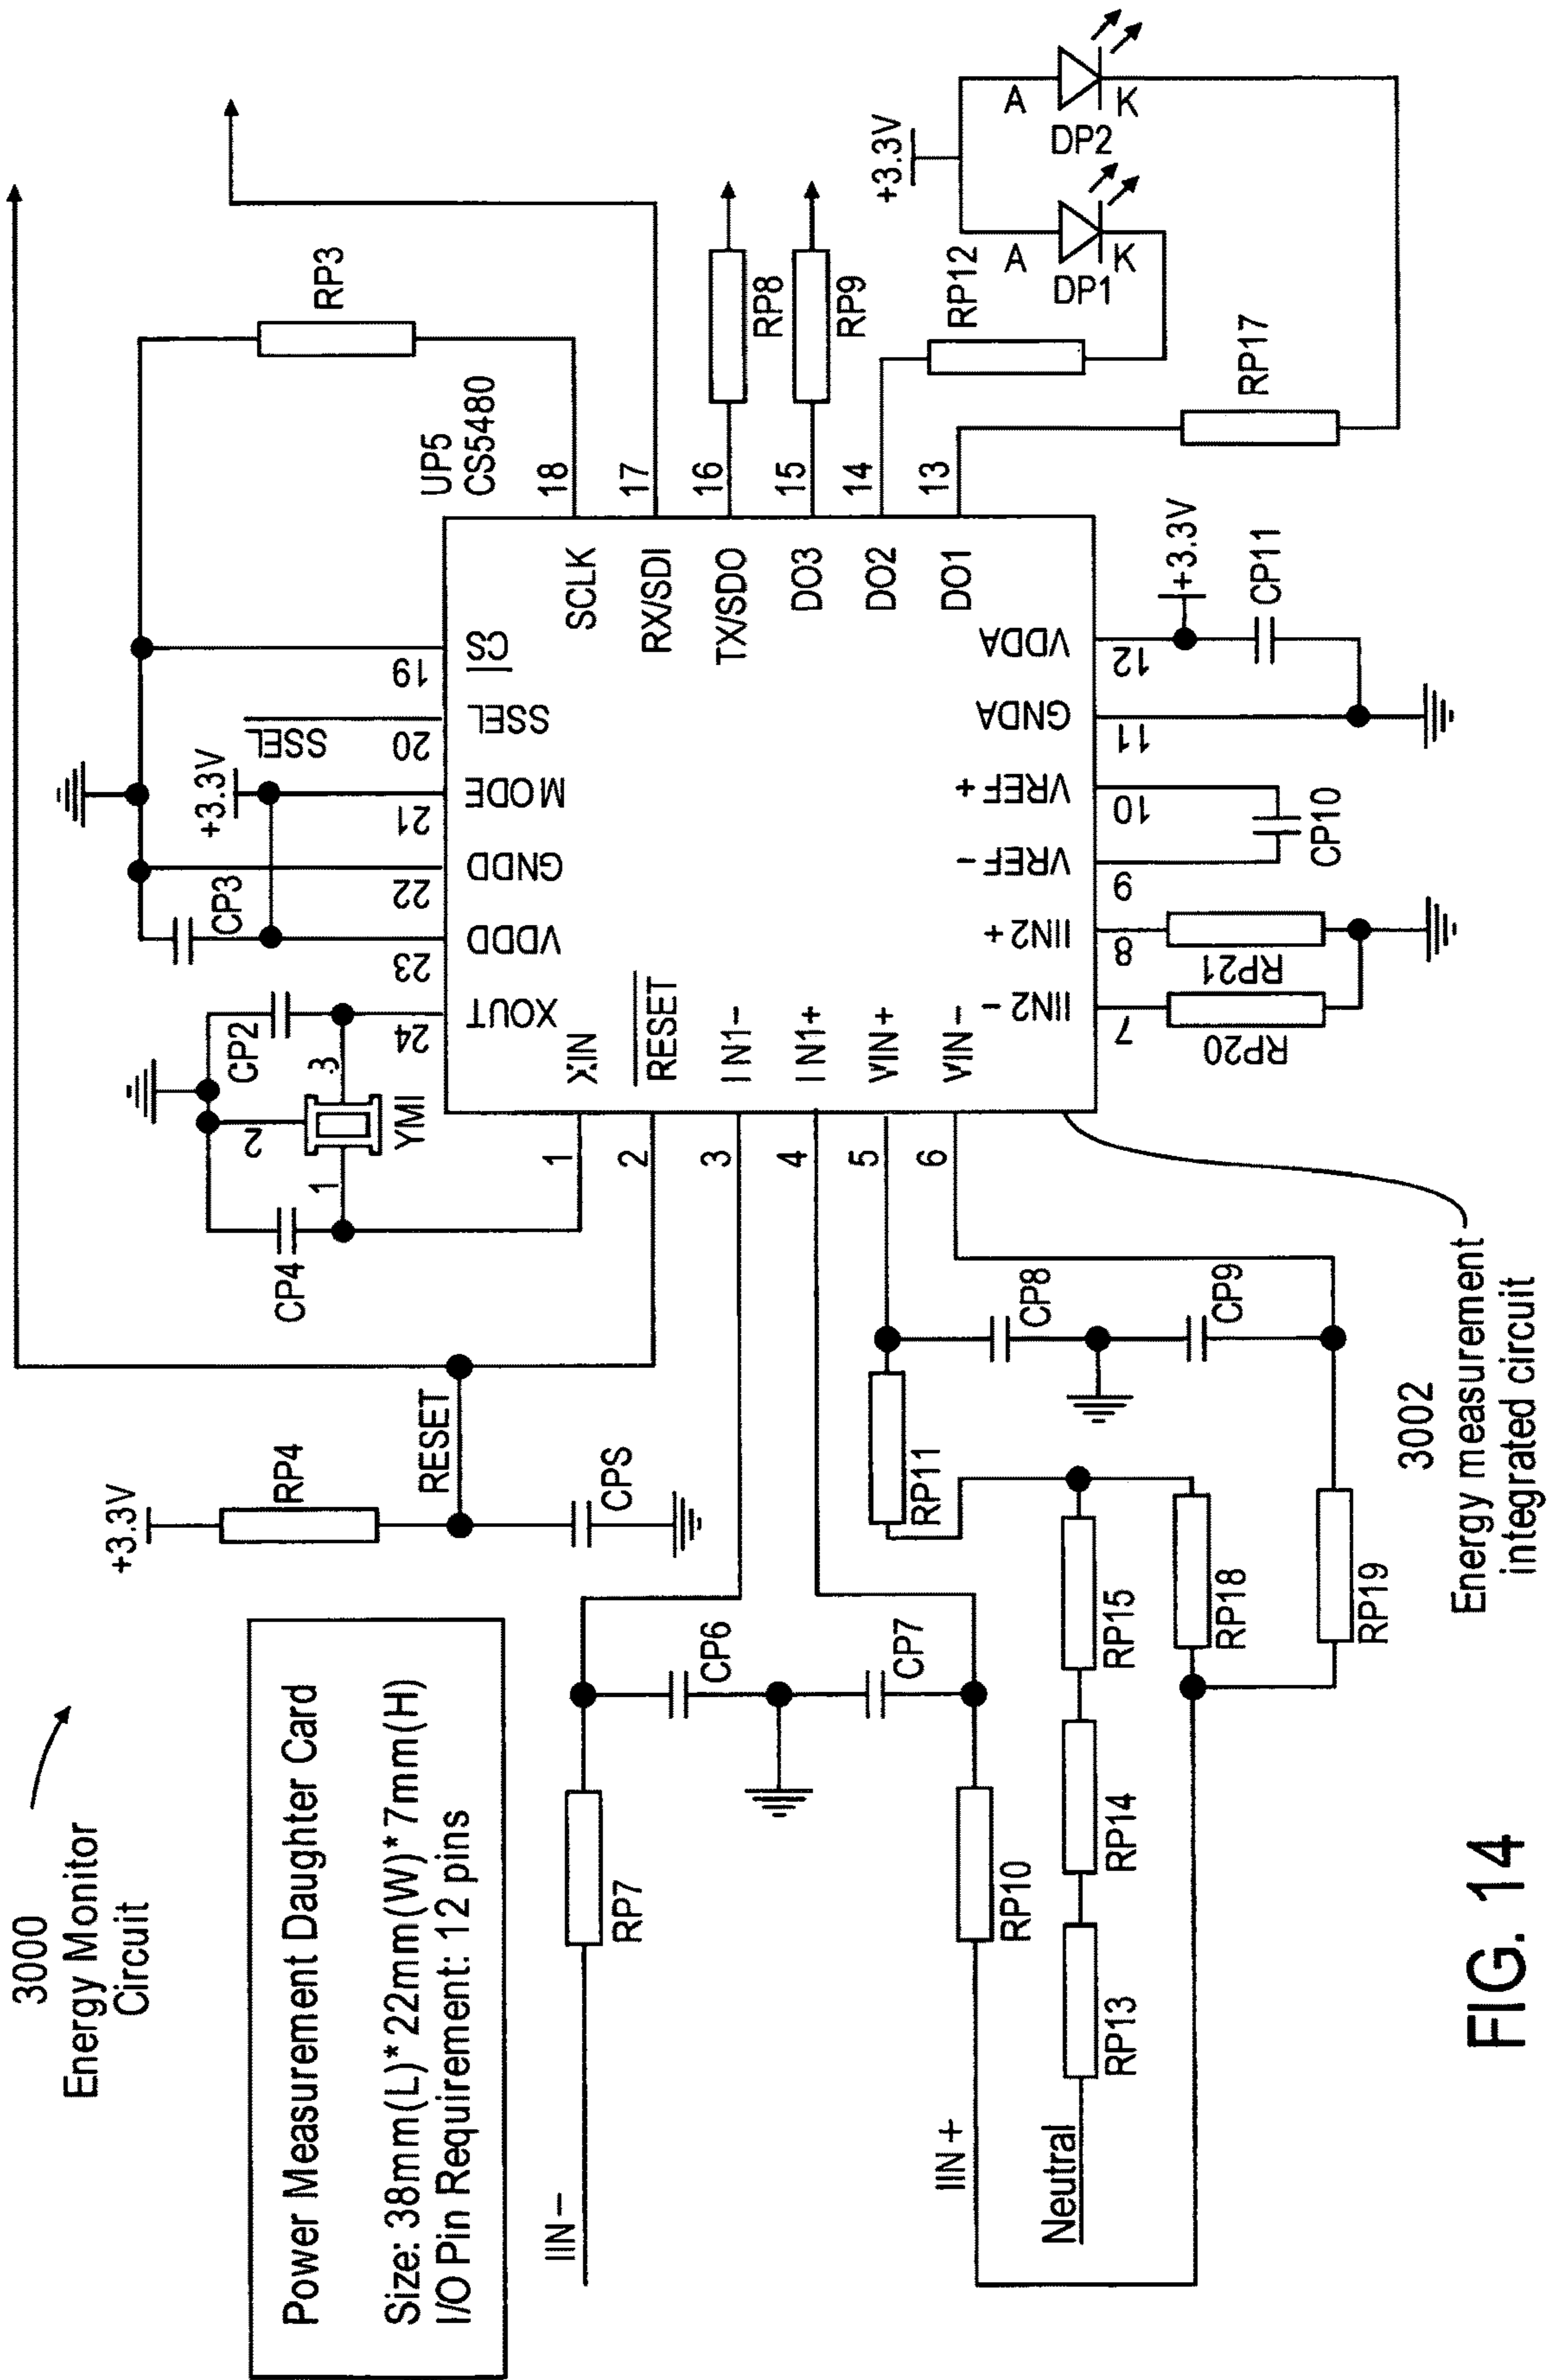 3000
Energy Monitor
Circuit
Power Measurement Daughter Card
Size: 38mm(L)*22mm(W)*7mm(H)
I/O Pin Requirement: 12 pins
+3.3V
RP4
RESET
CPS
CP4
CP2
1
2
3
YMI
CP3
+3.3V
SSEL
RP3
UP5
CS5480
24
23
22
21
20
19
XOUT
VDDD
GNDD
MODE
SSEL
CS
1
2
3
4
5
6
XIN
RESET
IN1-
IN1+
VIN+
VIN-
18
17
16
15
14
13
SCLK
RX/SDI
TX/SDO
DO3
DO2
DO1
7
8
9
10
11
12
IIN2-
IIN2+
VREF-
VREF+
GNDA
VDDA
RP8
RP9
RP12
RP17
+3.3V
A
K
DP1
A
K
DP2
+3.3V
CP11
CP10
RP21
RP20
IIN-
RP7
CP6
CP7
IIN+
RP10
Neutral
RP13
RP14
RP15
RP11
RP18
RP19
CP8
CP9
3002
Energy measurement
integrated circuit
FIG. 14